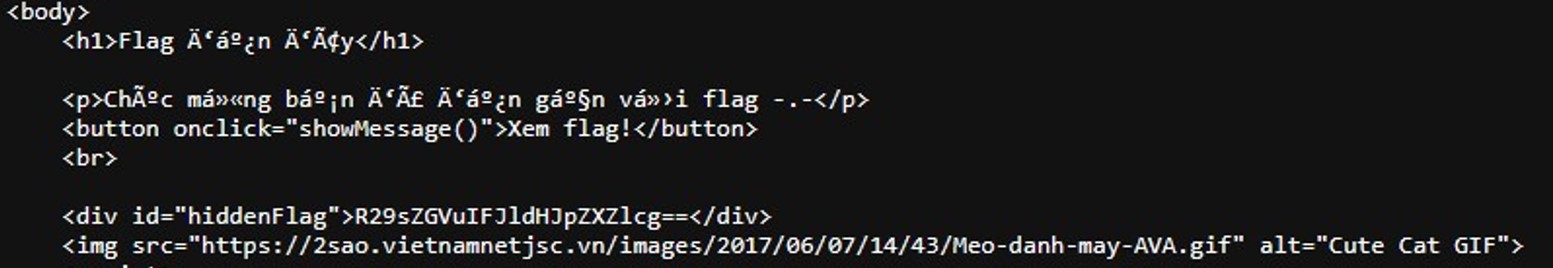 <body>
<h1>Flag Ä‘áº¿n Ä‘Ã¢y</h1>
<p>ChÃºc má»«ng báº¡n Ä‘Ã£ Ä‘áº¿n gáº§n vá»›i flag -.-</p>
<button onclick="showMessage()">Xem flag!</button>
<br>
<div id="hiddenFlag">R29sZGVuIFJldHJpZXZlcg==</div>
<img src="https://2sao.vietnamnetjsc.vn/images/2017/06/07/14/43/Meo-danh-may-AVA.gif" alt="Cute Cat GIF">